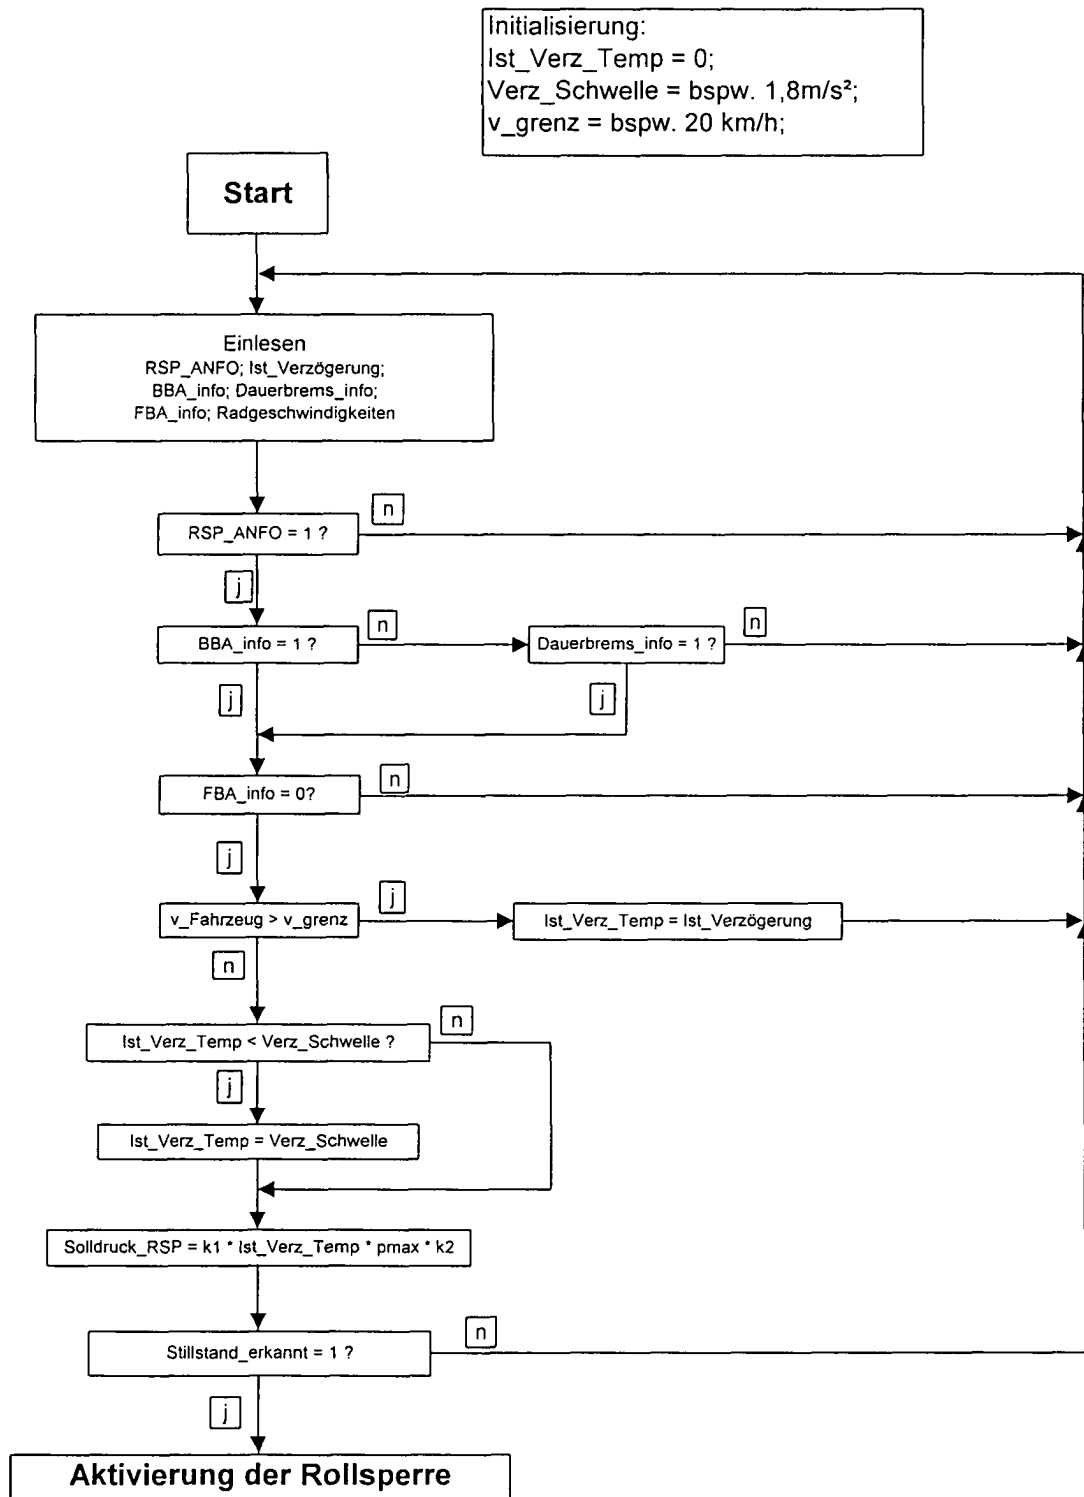 Initialisierung:
Ist_Verz_Temp = 0;
Verz_Schwelle = bspw. 1,8m/s²;
v_grenz = bspw. 20 km/h;
Start
Einlesen
RSP_ANFO; Ist_Verzögerung;
BBA_info; Dauerbrems_info;
FBA_info; Radgeschwindigkeiten
n
RSP_ANFO = 1 ?
j
n
n
BBA_info = 1 ?
Dauerbrems_info = 1 ?
j
j
n
FBA_info = 0?
j
j
v_Fahrzeug > v_grenz
Ist_Verz_Temp = Ist_Verzögerung
n
n
Ist_Verz_Temp < Verz_Schwelle ?
j
Ist_Verz_Temp = Verz_Schwelle
Solldruck_RSP = k1 * Ist_Verz_Temp * pmax * k2
n
Stillstand_erkannt = 1 ?
j
Aktivierung der Rollsperre